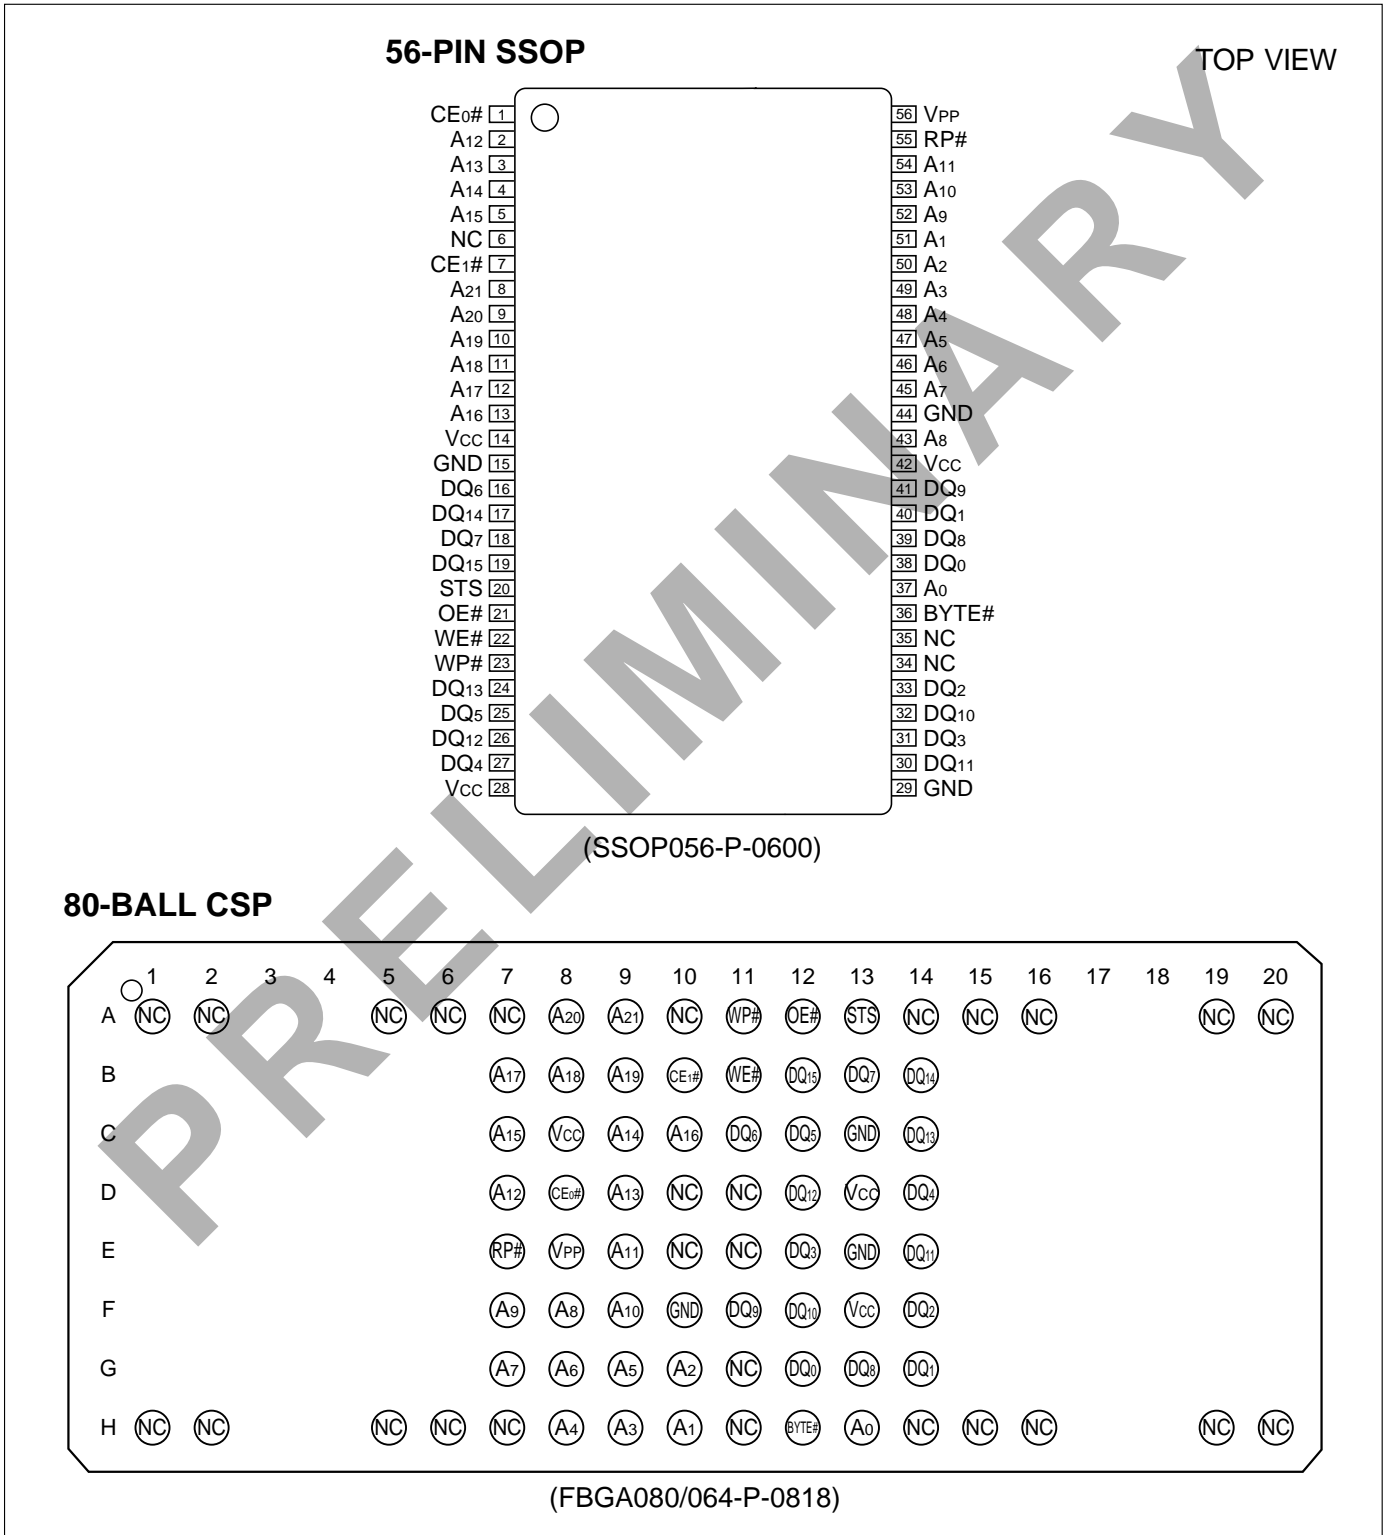 56-PIN SSOP
TOP VIEW
CE0# 1 56 VPP
A12 2 55 RP#
A13 3 54 A11
A14 4 53 A10
A15 5 52 A9
NC 6 51 A1
CE1# 7 50 A2
A21 8 49 A3
A20 9 48 A4
A19 10 47 A5
A18 11 46 A6
A17 12 45 A7
A16 13 44 GND
VCC 14 43 A8
GND 15 42 VCC
DQ6 16 41 DQ9
DQ14 17 40 DQ1
DQ7 18 39 DQ8
DQ15 19 38 DQ0
STS 20 37 A0
OE# 21 36 BYTE#
WE# 22 35 NC
WP# 23 34 NC
DQ13 24 33 DQ2
DQ5 25 32 DQ10
DQ12 26 31 DQ3
DQ4 27 30 DQ11
VCC 28 29 GND
(SSOP056-P-0600)
80-BALL CSP
1 2 3 4 5 6 7 8 9 10 11 12 13 14 15 16 17 18 19 20
A NC NC NC NC NC A20 A21 NC WP# OE# STS NC NC NC NC NC
B A17 A18 A19 CE1# WE# DQ15 DQ7 DQ14
C A15 VCC A14 A16 DQ6 DQ5 GND DQ13
D A12 CE0# A13 NC NC DQ12 VCC DQ4
E RP# VPP A11 NC NC DQ3 GND DQ11
F A9 A8 A10 GND DQ9 DQ10 VCC DQ2
G A7 A6 A5 A2 NC DQ0 DQ8 DQ1
H NC NC NC NC NC A4 A3 A1 NC BYTE# A0 NC NC NC NC NC
(FBGA080/064-P-0818)
PRELIMINARY